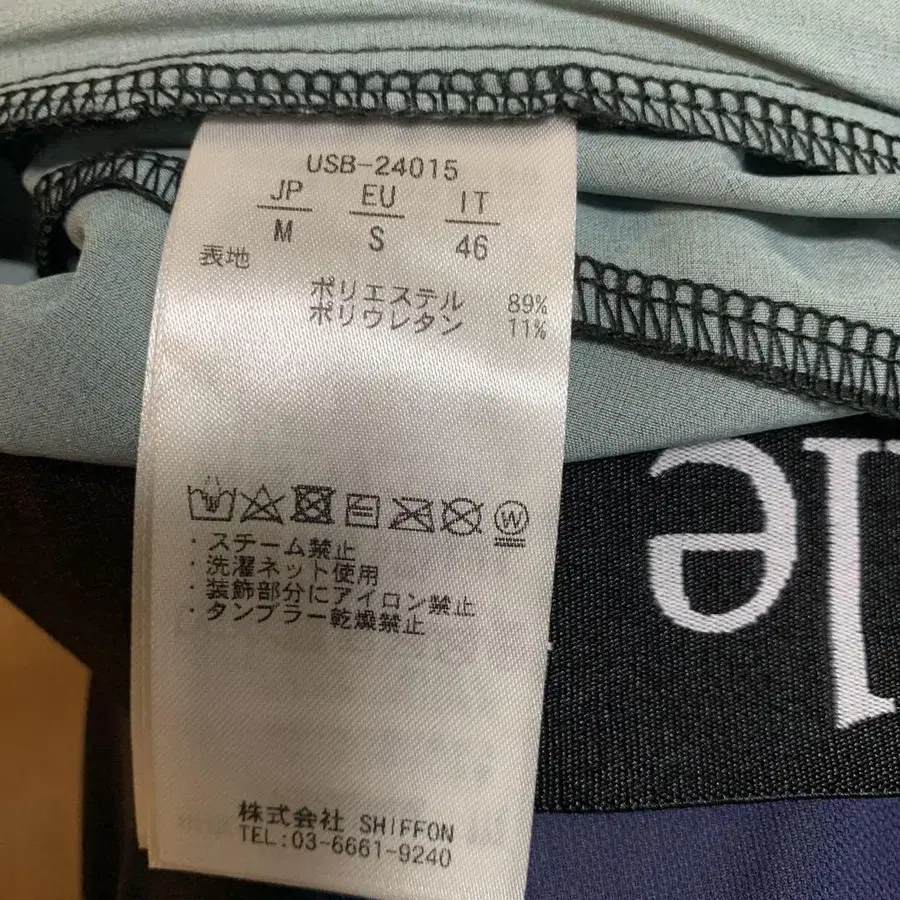 USB-24015
JP EU IT
M S 46
表地
ポリエステル 89%
ポリウレタン 11%
W
・スチーム禁止
・洗濯ネット使用
・装飾部分にアイロン禁止
・タンブラー乾燥禁止
株式会社 SHIFFON
TEL:03-6661-9240